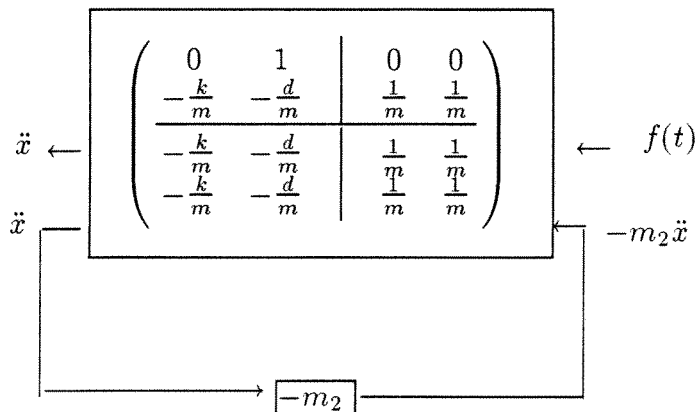 0 1 0 0
-k/m -d/m 1/m 1/m
ẍ -k/m -d/m 1/m 1/m f(t)
-k/m -d/m 1/m 1/m
ẍ -m₂ẍ
-m₂